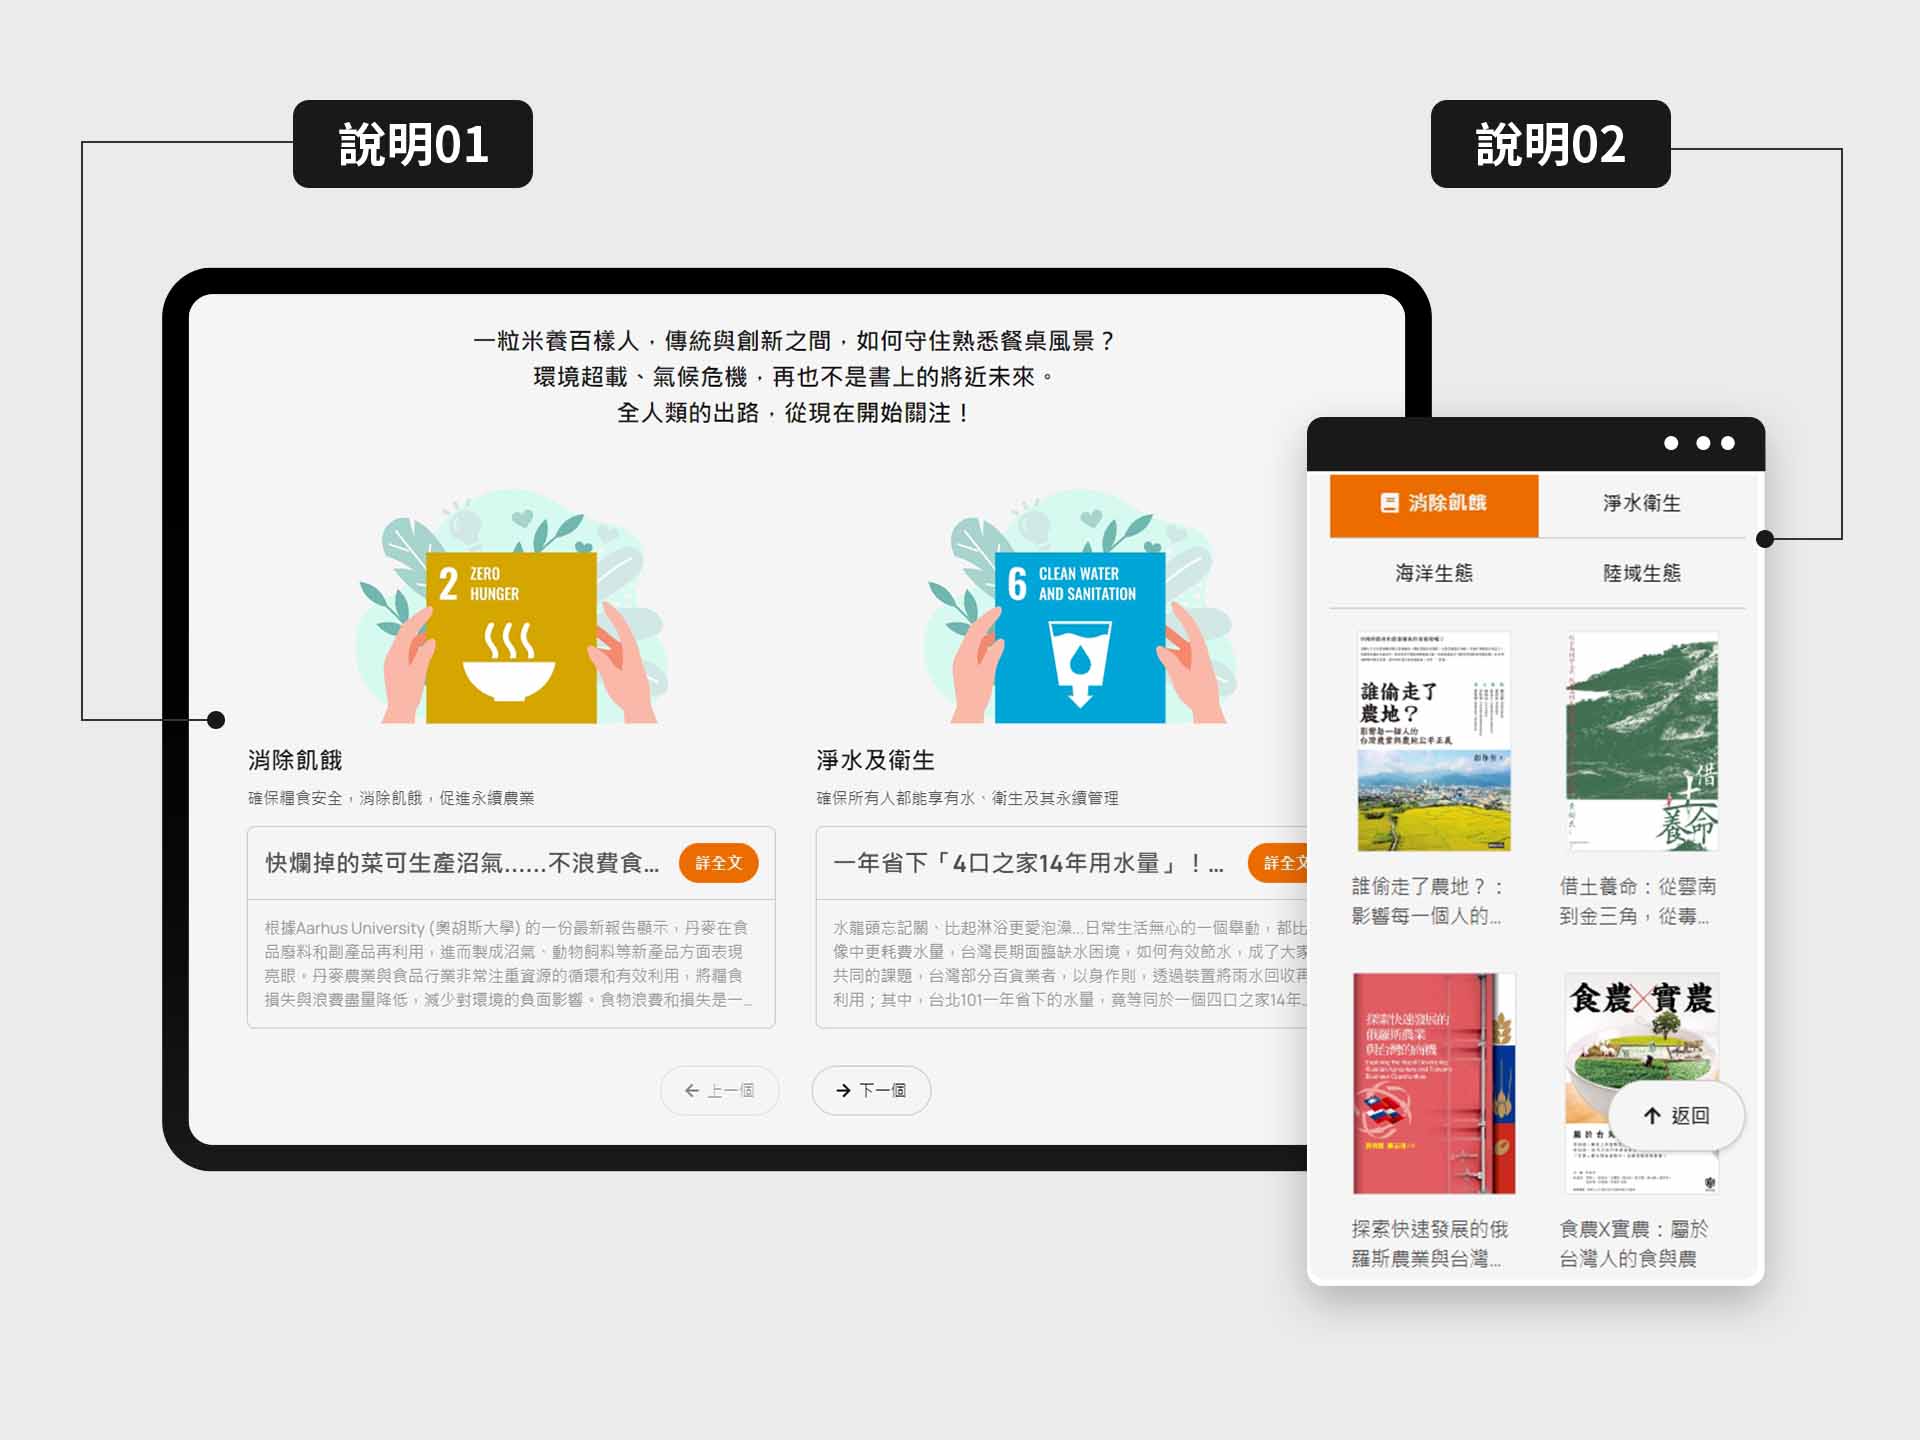 說明01
說明02
一粒米養百樣人，傳統與創新之間，如何守住熟悉餐桌風景？
環境超載、氣候危機，再也不是書上的將近未來。
全人類的出路，從現在開始關注！
2 ZERO
HUNGER
6 CLEAN WATER
AND SANITATION
消除飢餓
確保糧食安全，消除飢餓，促進永續農業
快爛掉的菜可生產沼氣......不浪費食...
詳全文
根據Aarhus University (奧胡斯大學) 的一份最新報告顯示，丹麥在食
品廢料和副產品再利用，進而製成沼氣、動物飼料等新產品方面表現
亮眼。丹麥農業與食品行業非常注重資源的循環和有效利用，將糧食
損失與浪費盡量降低，減少對環境的負面影響。食物浪費和損失是一...
淨水及衛生
確保所有人都能享有水、衛生及其永續管理
一年省下「4口之家14年用水量」！...
詳全文
水龍頭忘記關、比起淋浴更愛泡澡...日常生活無心的一個舉動，都比
像中更耗費水量，台灣長期面臨缺水困境，如何有效節水，成了大家
共同的課題，台灣部分百貨業者，以身作則，透過裝置將雨水回收再
利用；其中，台北101一年省下的水量，竟等同於一個四口之家14年...
上一個
下一個
消除飢餓
淨水衛生
海洋生態
陸域生態
誰偷走了
農地？
影響每一個人的
台灣農業與農地公平正義
誰偷走了農地？：
影響每一個人的...
借
土
養命
借土養命：從雲南
到金三角，從毒...
探索快速發展的
俄羅斯農業
與台灣的商機
探索快速發展的俄
羅斯農業與台灣...
食農X實農
屬於台
返回
食農X實農：屬於
台灣人的食與農